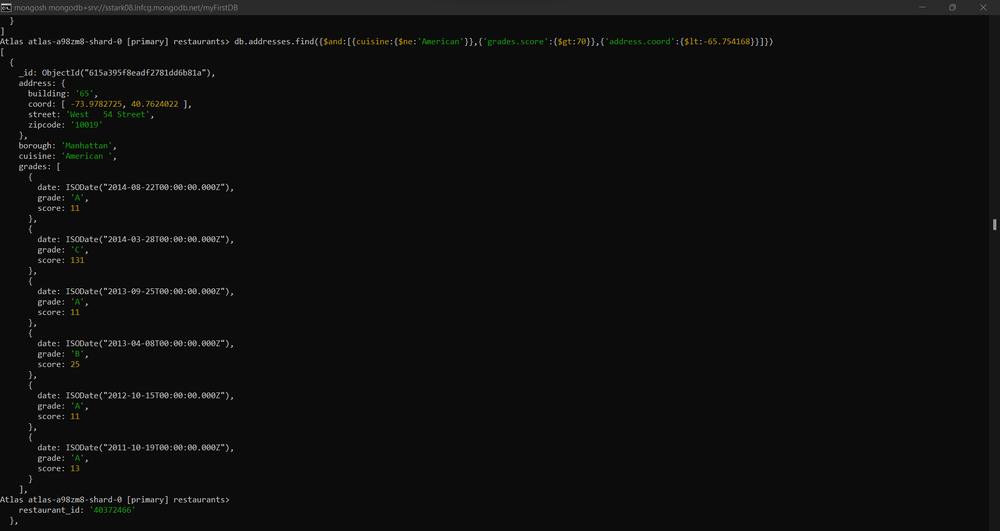 mongosh mongodb+srv://sstark08.lnfcg.mongodb.net/myFirstDB
  }
]
Atlas atlas-a98zm8-shard-0 [primary] restaurants> db.addresses.find({$and:[{cuisine:{$ne:'American'}},{'grades.score':{$gt:70}},{'address.coord':{$lt:-65.754168}}]})
[
  {
    _id: ObjectId("615a395f8eadf2781dd6b81a"),
    address: {
      building: '65',
      coord: [ -73.9782725, 40.7624022 ],
      street: 'West   54 Street',
      zipcode: '10019'
    },
    borough: 'Manhattan',
    cuisine: 'American ',
    grades: [
      {
        date: ISODate("2014-08-22T00:00:00.000Z"),
        grade: 'A',
        score: 11
      },
      {
        date: ISODate("2014-03-28T00:00:00.000Z"),
        grade: 'C',
        score: 131
      },
      {
        date: ISODate("2013-09-25T00:00:00.000Z"),
        grade: 'A',
        score: 11
      },
      {
        date: ISODate("2013-04-08T00:00:00.000Z"),
        grade: 'B',
        score: 25
      },
      {
        date: ISODate("2012-10-15T00:00:00.000Z"),
        grade: 'A',
        score: 11
      },
      {
        date: ISODate("2011-10-19T00:00:00.000Z"),
        grade: 'A',
        score: 13
      }
    ],
Atlas atlas-a98zm8-shard-0 [primary] restaurants>
    restaurant_id: '40372466'
  },